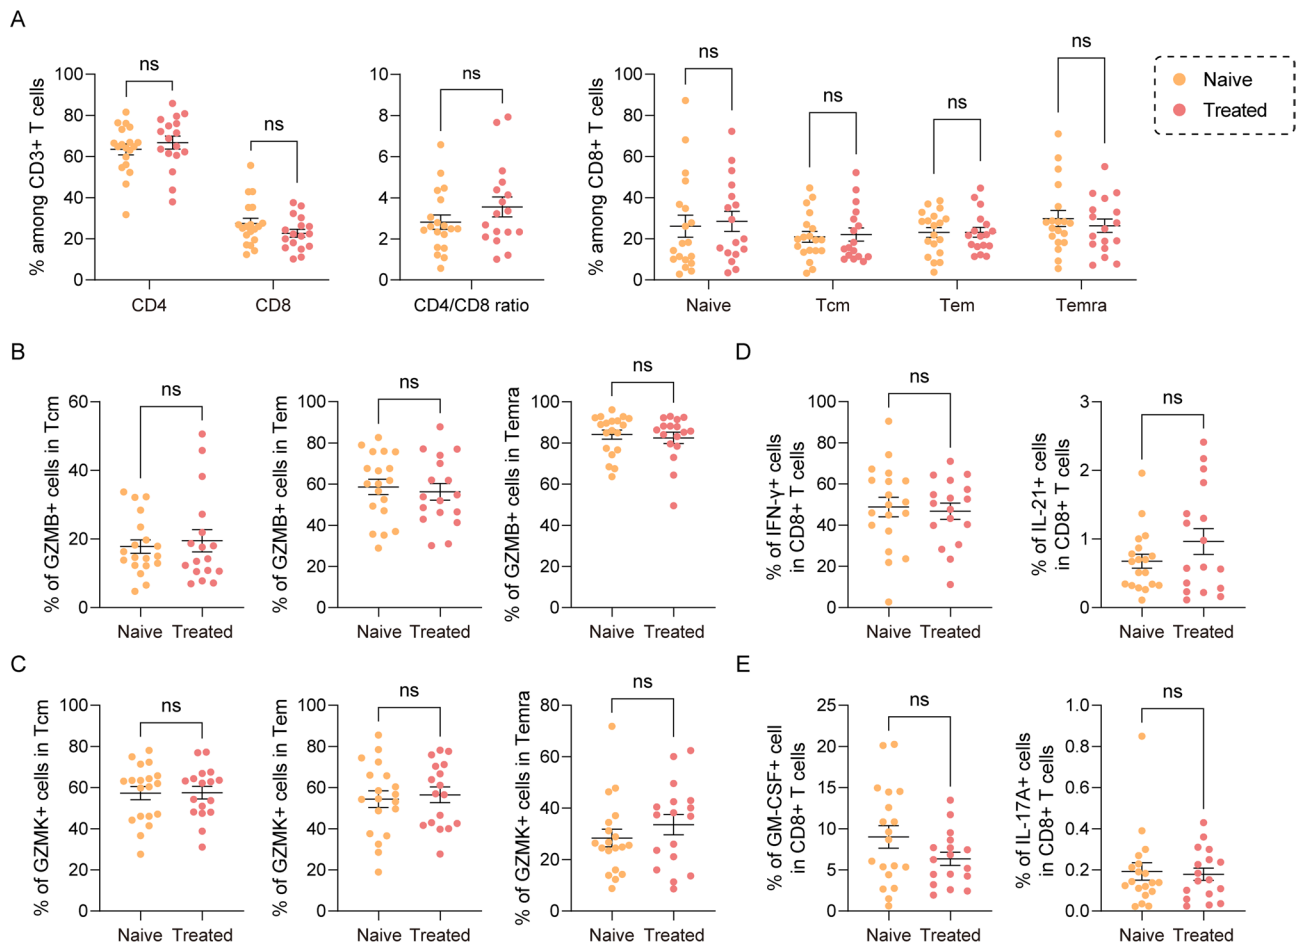 A
% among CD3+ T cells
100
80
60
40
20
0
ns
ns
CD4
CD8
10
8
6
4
2
0
ns
CD4/CD8 ratio
% among CD8+ T cells
100
80
60
40
20
0
ns
ns
ns
ns
Naive
Tcm
Tem
Temra
Naive
Treated
B
% of GZMB+ cells in Tcm
60
40
20
0
ns
Naive
Treated
% of GZMB+ cells in Tem
100
80
60
40
20
0
ns
Naive
Treated
% of GZMB+ cells in Temra
100
80
60
40
20
0
ns
Naive
Treated
D
% of IFN-γ+ cells
in CD8+ T cells
100
80
60
40
20
0
ns
Naive
Treated
% of IL-21+ cells
in CD8+ T cells
3
2
1
0
ns
Naive
Treated
C
% of GZMK+ cells in Tcm
100
80
60
40
20
0
ns
Naive
Treated
% of GZMK+ cells in Tem
100
80
60
40
20
0
ns
Naive
Treated
% of GZMK+ cells in Temra
80
60
40
20
0
ns
Naive
Treated
E
% of GM-CSF+ cell
in CD8+ T cells
25
20
15
10
5
0
ns
Naive
Treated
% of IL-17A+ cells
in CD8+ T cells
1.0
0.8
0.6
0.4
0.2
0.0
ns
Naive
Treated